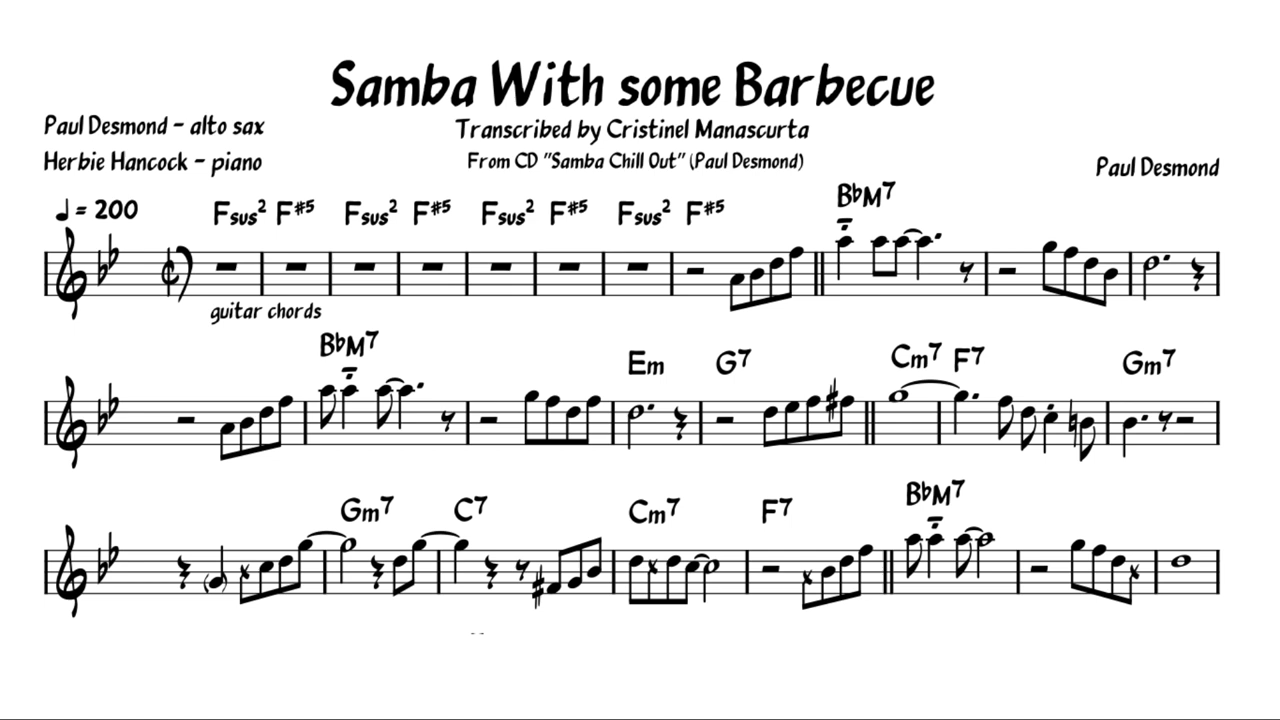 Samba With some Barbecue
Paul Desmond - alto sax
Transcribed by Cristinel Manascurta
Herbie Hancock - piano
From CD "Samba Chill Out" (Paul Desmond)
Paul Desmond
♩ = 200
Fsus2 F#5 Fsus2 F#5 Fsus2 F#5 Fsus2 F#5 BbM7
guitar chords
BbM7 Em G7 Cm7 F7 Gm7
Gm7 C7 Cm7 F7 BbM7